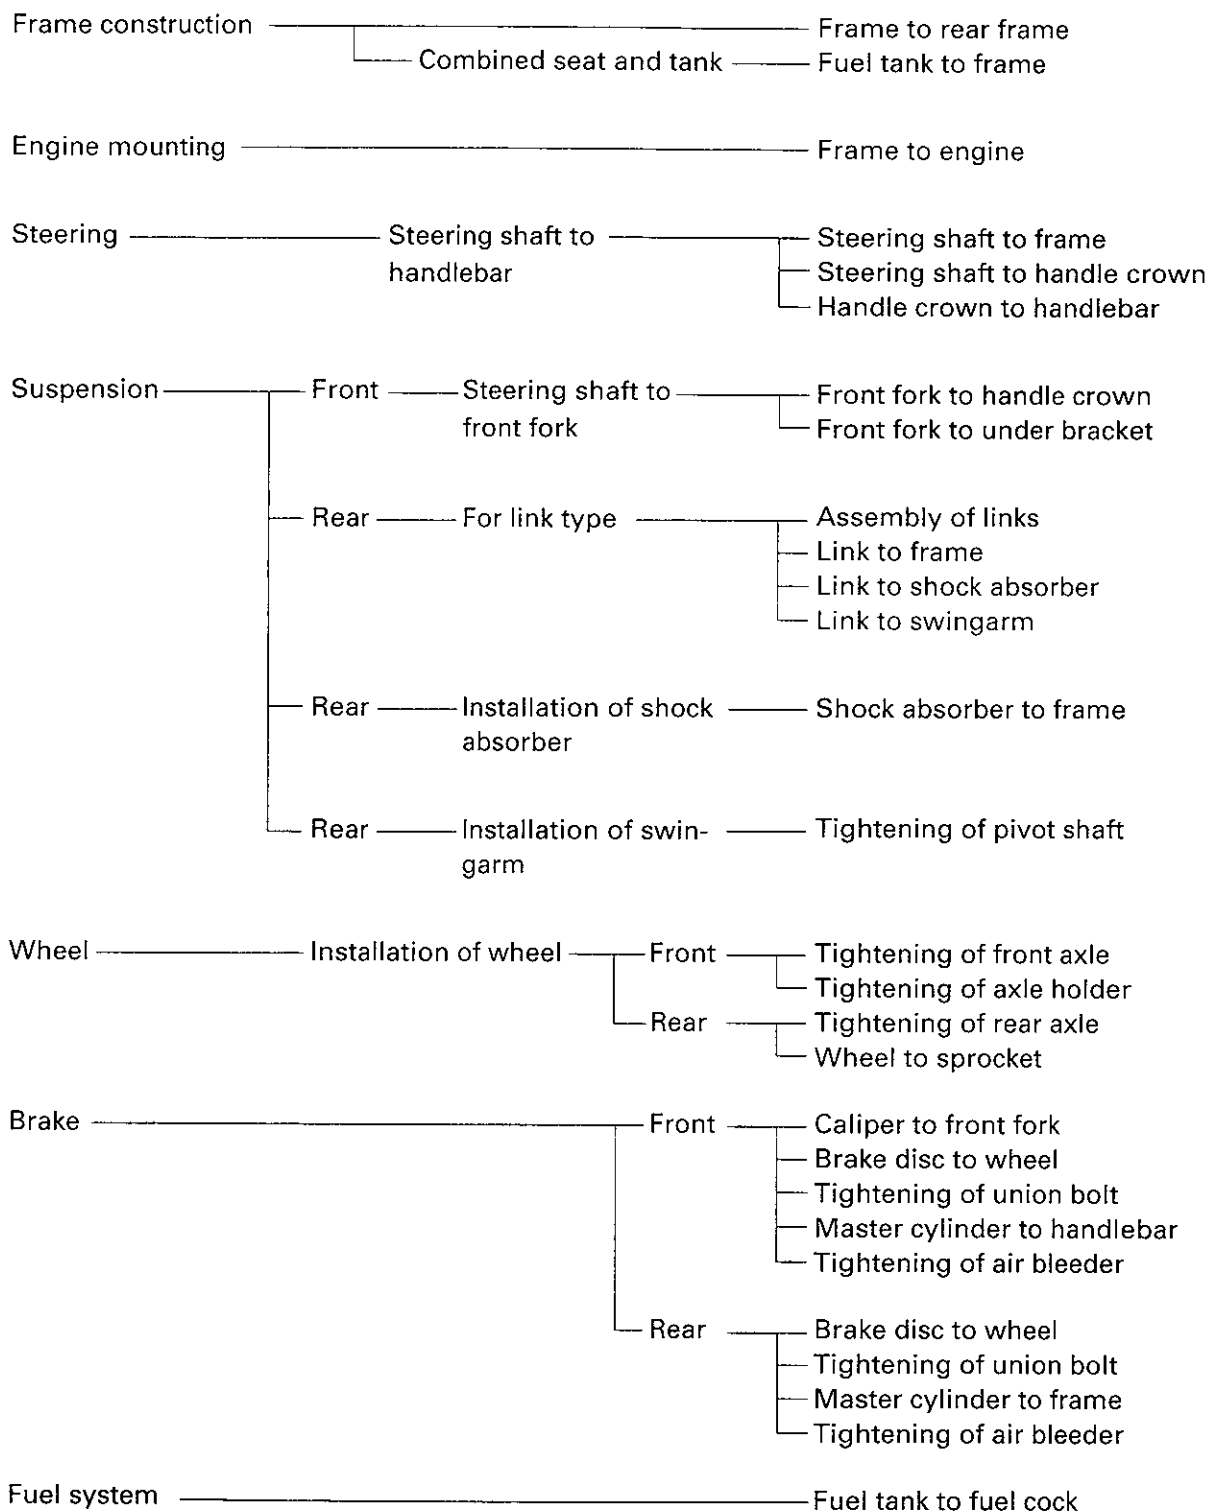 Frame construction Frame to rear frame
Combined seat and tank Fuel tank to frame
Engine mounting Frame to engine
Steering Steering shaft to Steering shaft to frame
handlebar Steering shaft to handle crown
Handle crown to handlebar
Suspension Front Steering shaft to Front fork to handle crown
front fork Front fork to under bracket
Rear For link type Assembly of links
Link to frame
Link to shock absorber
Link to swingarm
Rear Installation of shock Shock absorber to frame
absorber
Rear Installation of swin- Tightening of pivot shaft
garm
Wheel Installation of wheel Front Tightening of front axle
Tightening of axle holder
Rear Tightening of rear axle
Wheel to sprocket
Brake Front Caliper to front fork
Brake disc to wheel
Tightening of union bolt
Master cylinder to handlebar
Tightening of air bleeder
Rear Brake disc to wheel
Tightening of union bolt
Master cylinder to frame
Tightening of air bleeder
Fuel system Fuel tank to fuel cock